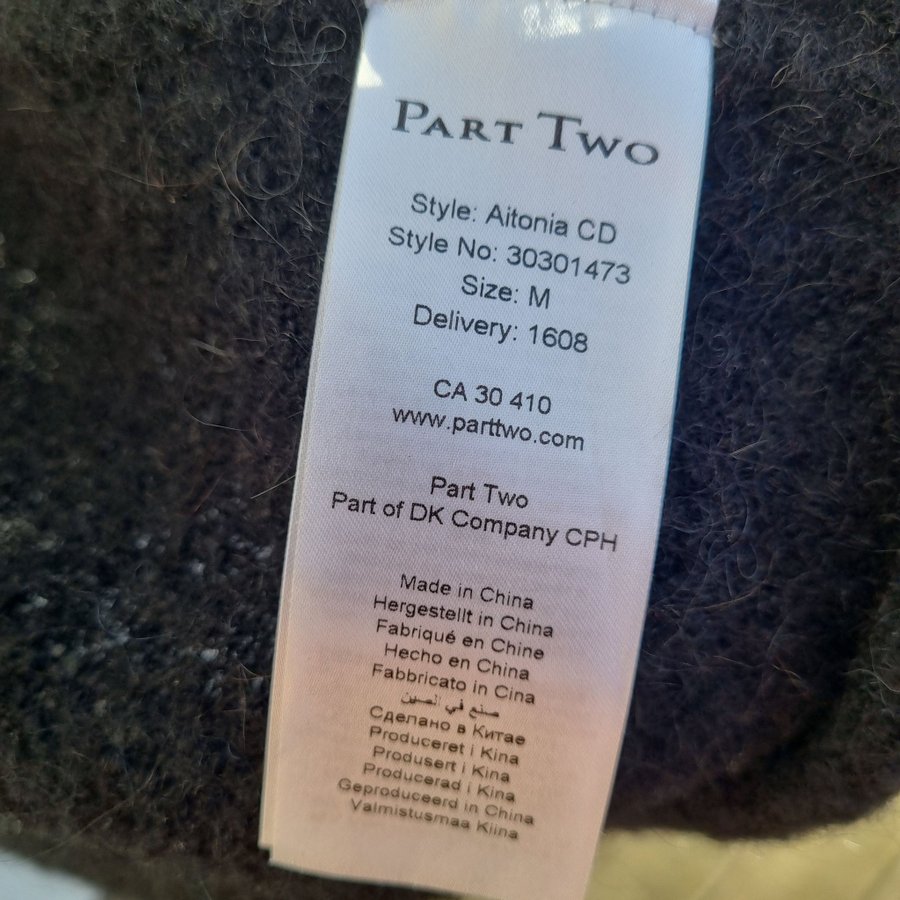 PART TWO
Style: Aitonia CD
Style No: 30301473
Size: M
Delivery: 1608
CA 30 410
www.parttwo.com
Part Two
Part of DK Company CPH
Made in China
Hergestellt in China
Fabriqué en Chine
Hecho en China
Fabbricato in Cina
صنع في الصين
Сделано в Китае
Produceret i Kina
Produsert i Kina
Producerad i Kina
Geproduceerd in China
Valmistusmaa Kiina